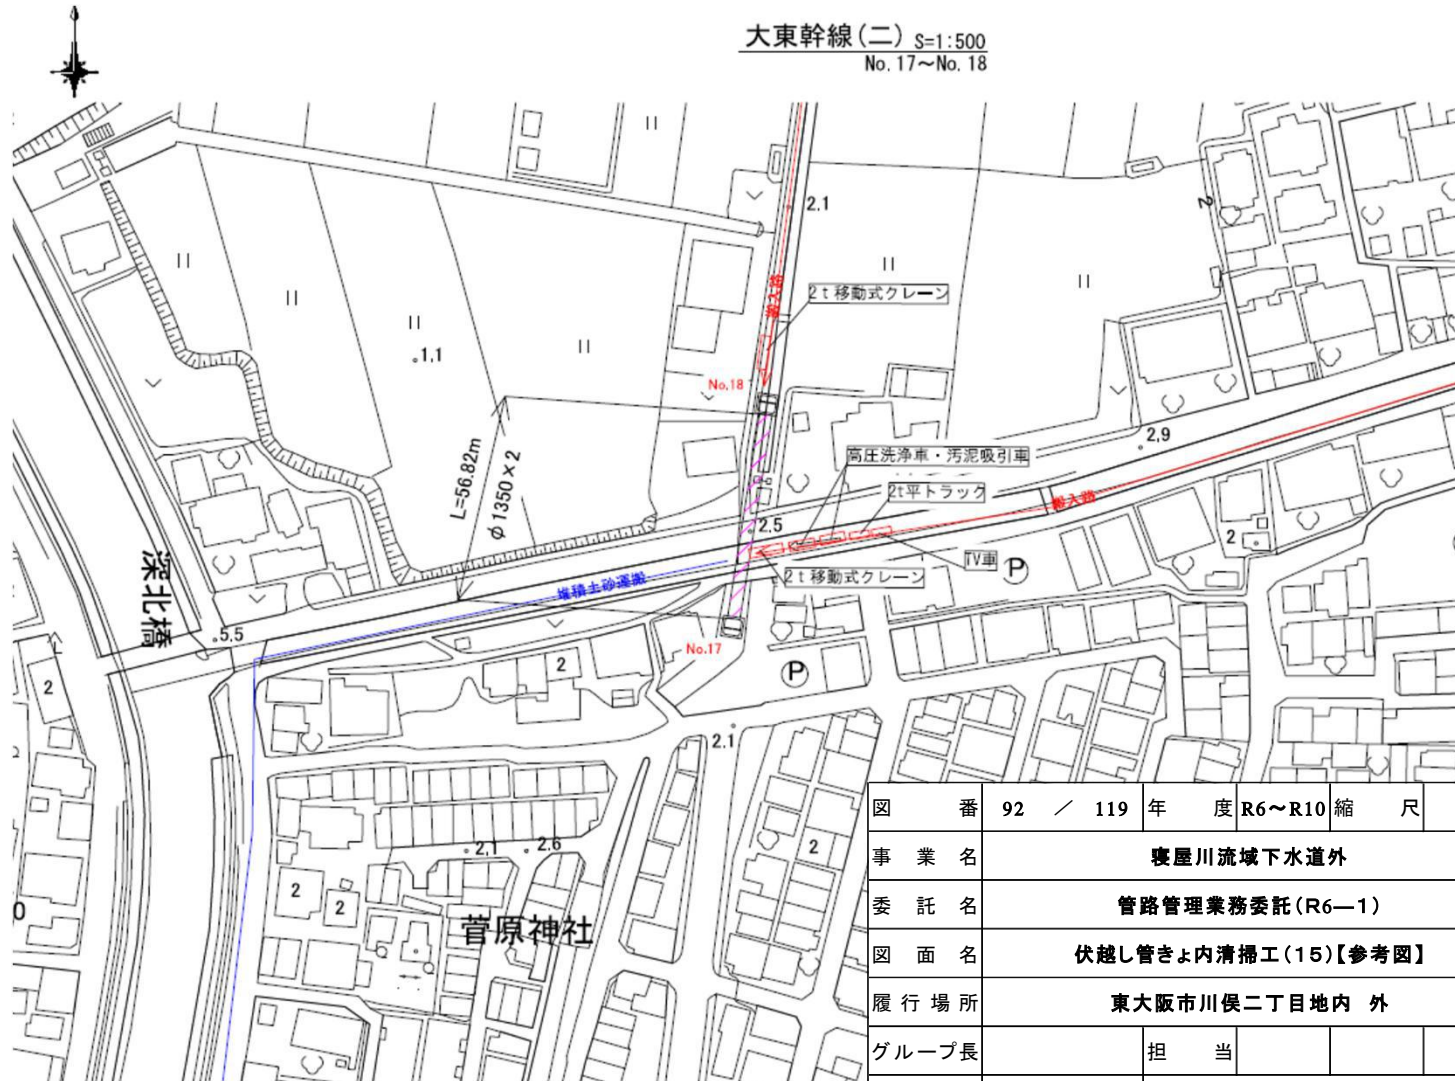 大東幹線(二) S=1:500
No.17～No.18
2.1
2
2t移動式クレーン
搬入路
1.1
No.18
L=56.82m
φ1350×2
2.9
高圧洗浄車・汚泥吸引車
2t平トラック
搬入路
2.5
TV車
P
2
2t移動式クレーン
堆積土砂運搬
深北橋
5.5
No.17
2
2
P
2.1
2.1
2.6
2
2
2
菅原神社
図番 92 ／ 119 年度 R6～R10 縮尺
事業名 寝屋川流域下水道外
委託名 管路管理業務委託(R6―1)
図面名 伏越し管きょ内清掃工(15)【参考図】
履行場所 東大阪市川俣二丁目地内 外
グループ長 担当